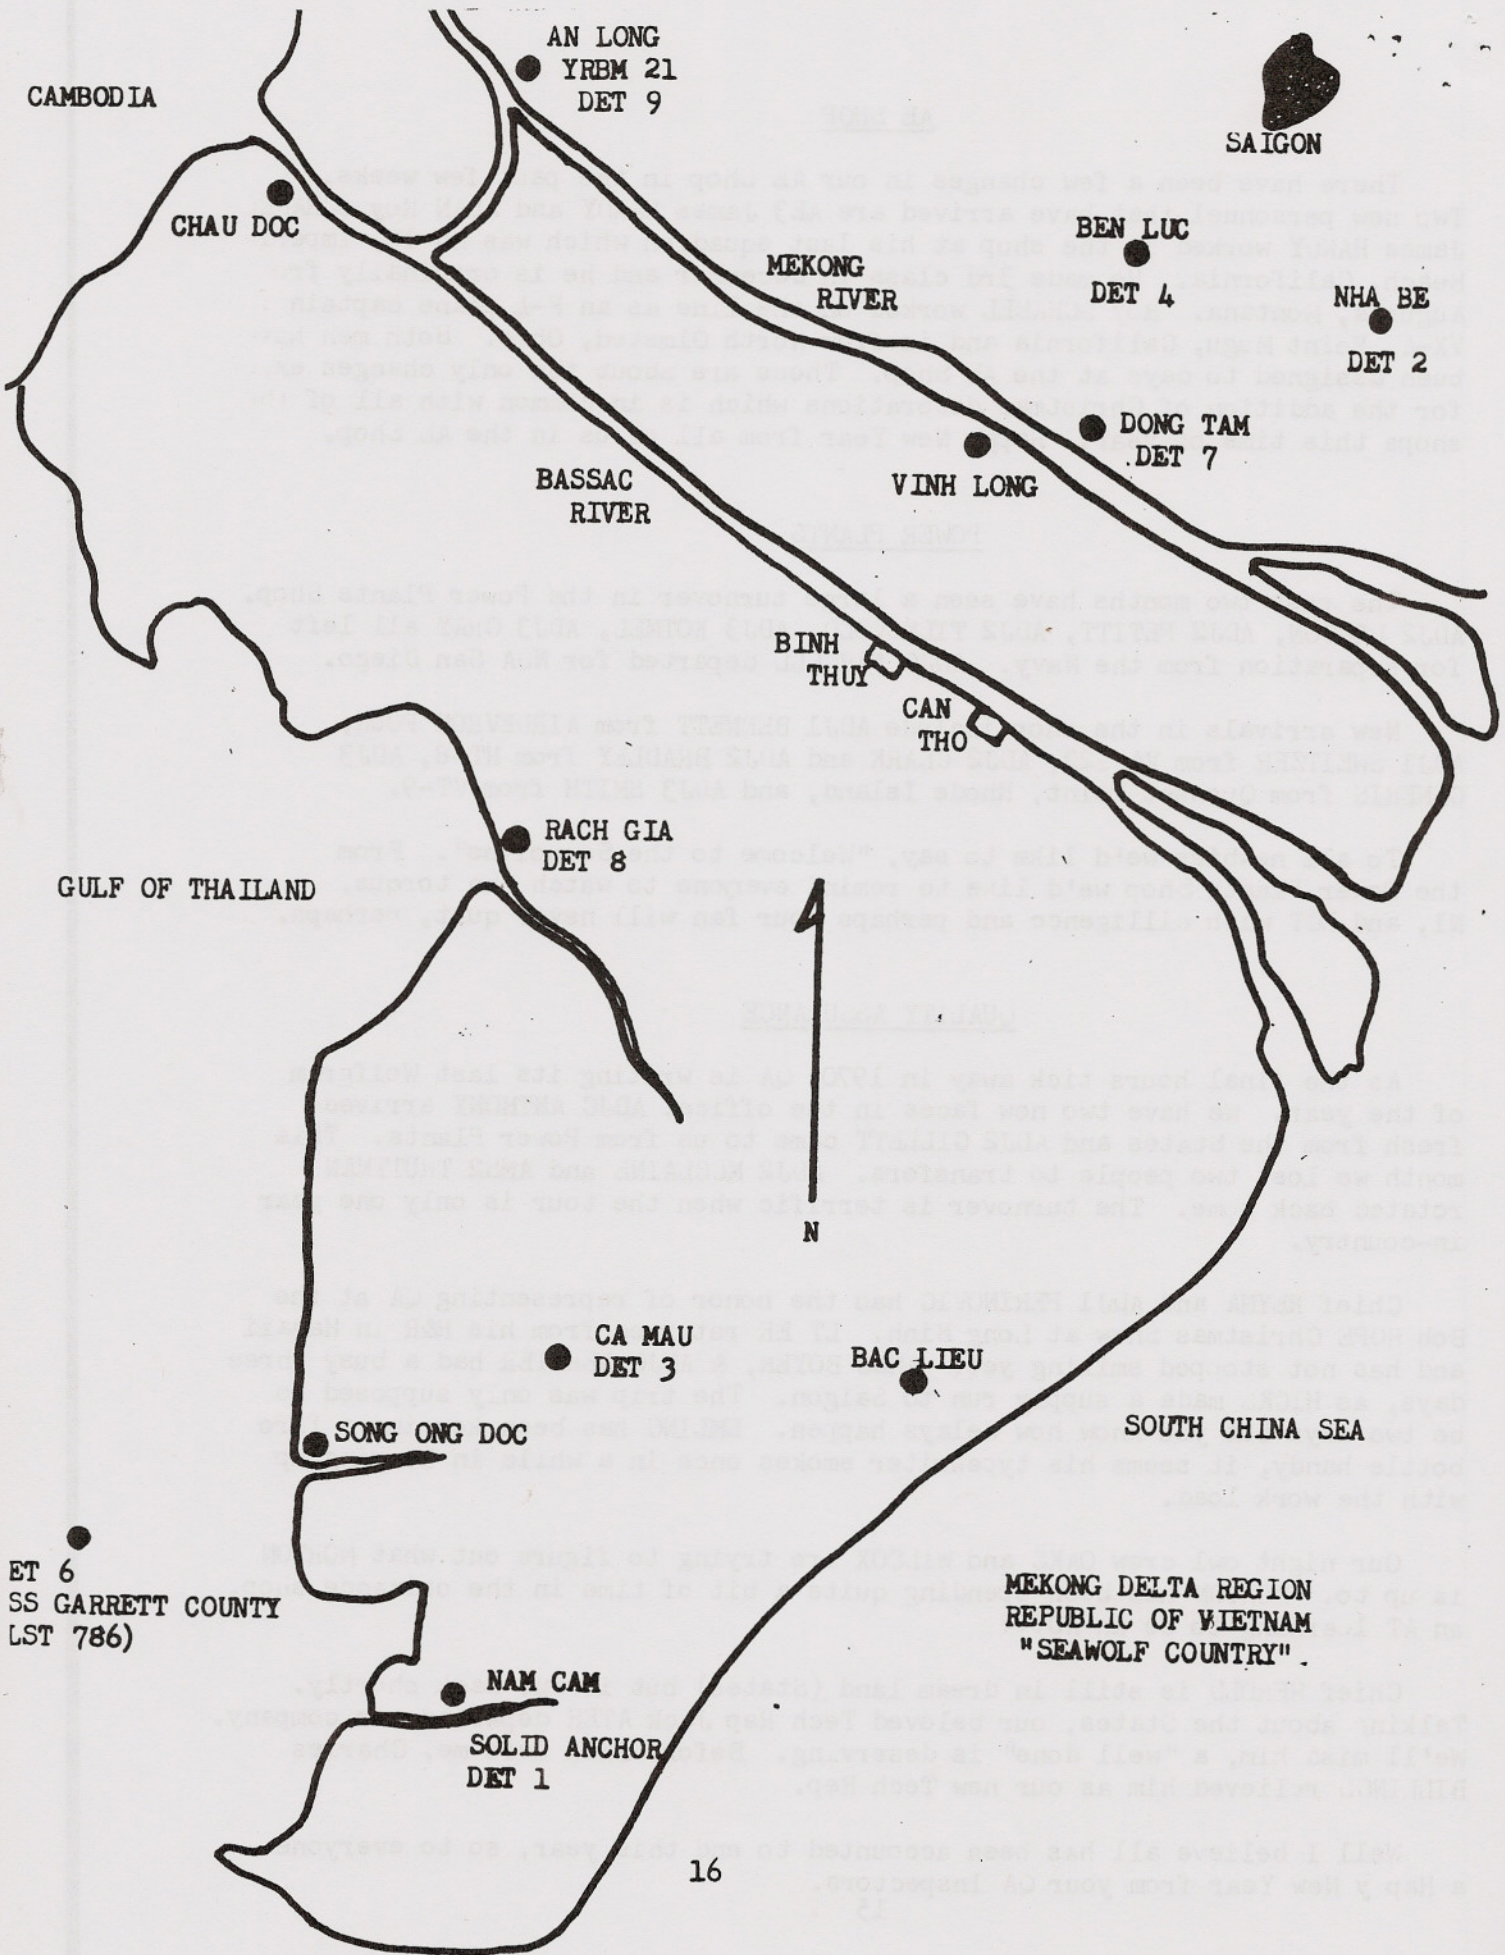 AN LONG
YRBM 21
DET 9
CAMBODIA
SAIGON
CHAU DOC
BEN LUC
DET 4
MEKONG
RIVER
NHA BE
DET 2
DONG TAM
.DET 7
VINH LONG
BASSAC
RIVER
BINH
THUY
CAN
THO
RACH GIA
DET 8
GULF OF THAILAND
N
CA MAU
DET 3
BAC LIEU
SONG ONG DOC
SOUTH CHINA SEA
ET 6
SS GARRETT COUNTY
LST 786)
MEKONG DELTA REGION
REPUBLIC OF VIETNAM
"SEAWOLF COUNTRY".
NAM CAM
SOLID ANCHOR
DET 1
16